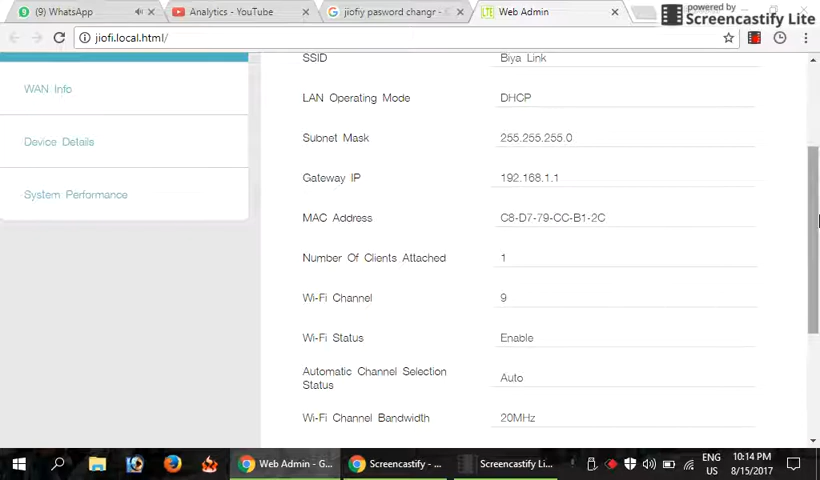 (9) WhatsApp
Analytics - YouTube
jiofiy pasword changr - G
Web Admin
powered by
Screencastify Lite
jiofi.local.html/
SSID Biya Link
WAN Info
LAN Operating Mode DHCP
Device Details
Subnet Mask 255.255.255.0
Gateway IP 192.168.1.1
System Performance
MAC Address C8-D7-79-CC-B1-2C
Number Of Clients Attached 1
Wi-Fi Channel 9
Wi-Fi Status Enable
Automatic Channel Selection
Status
Auto
Wi-Fi Channel Bandwidth 20MHz
Web Admin - G...
Screencastify - ...
Screencastify Li...
ENG
US
10:14 PM
8/15/2017